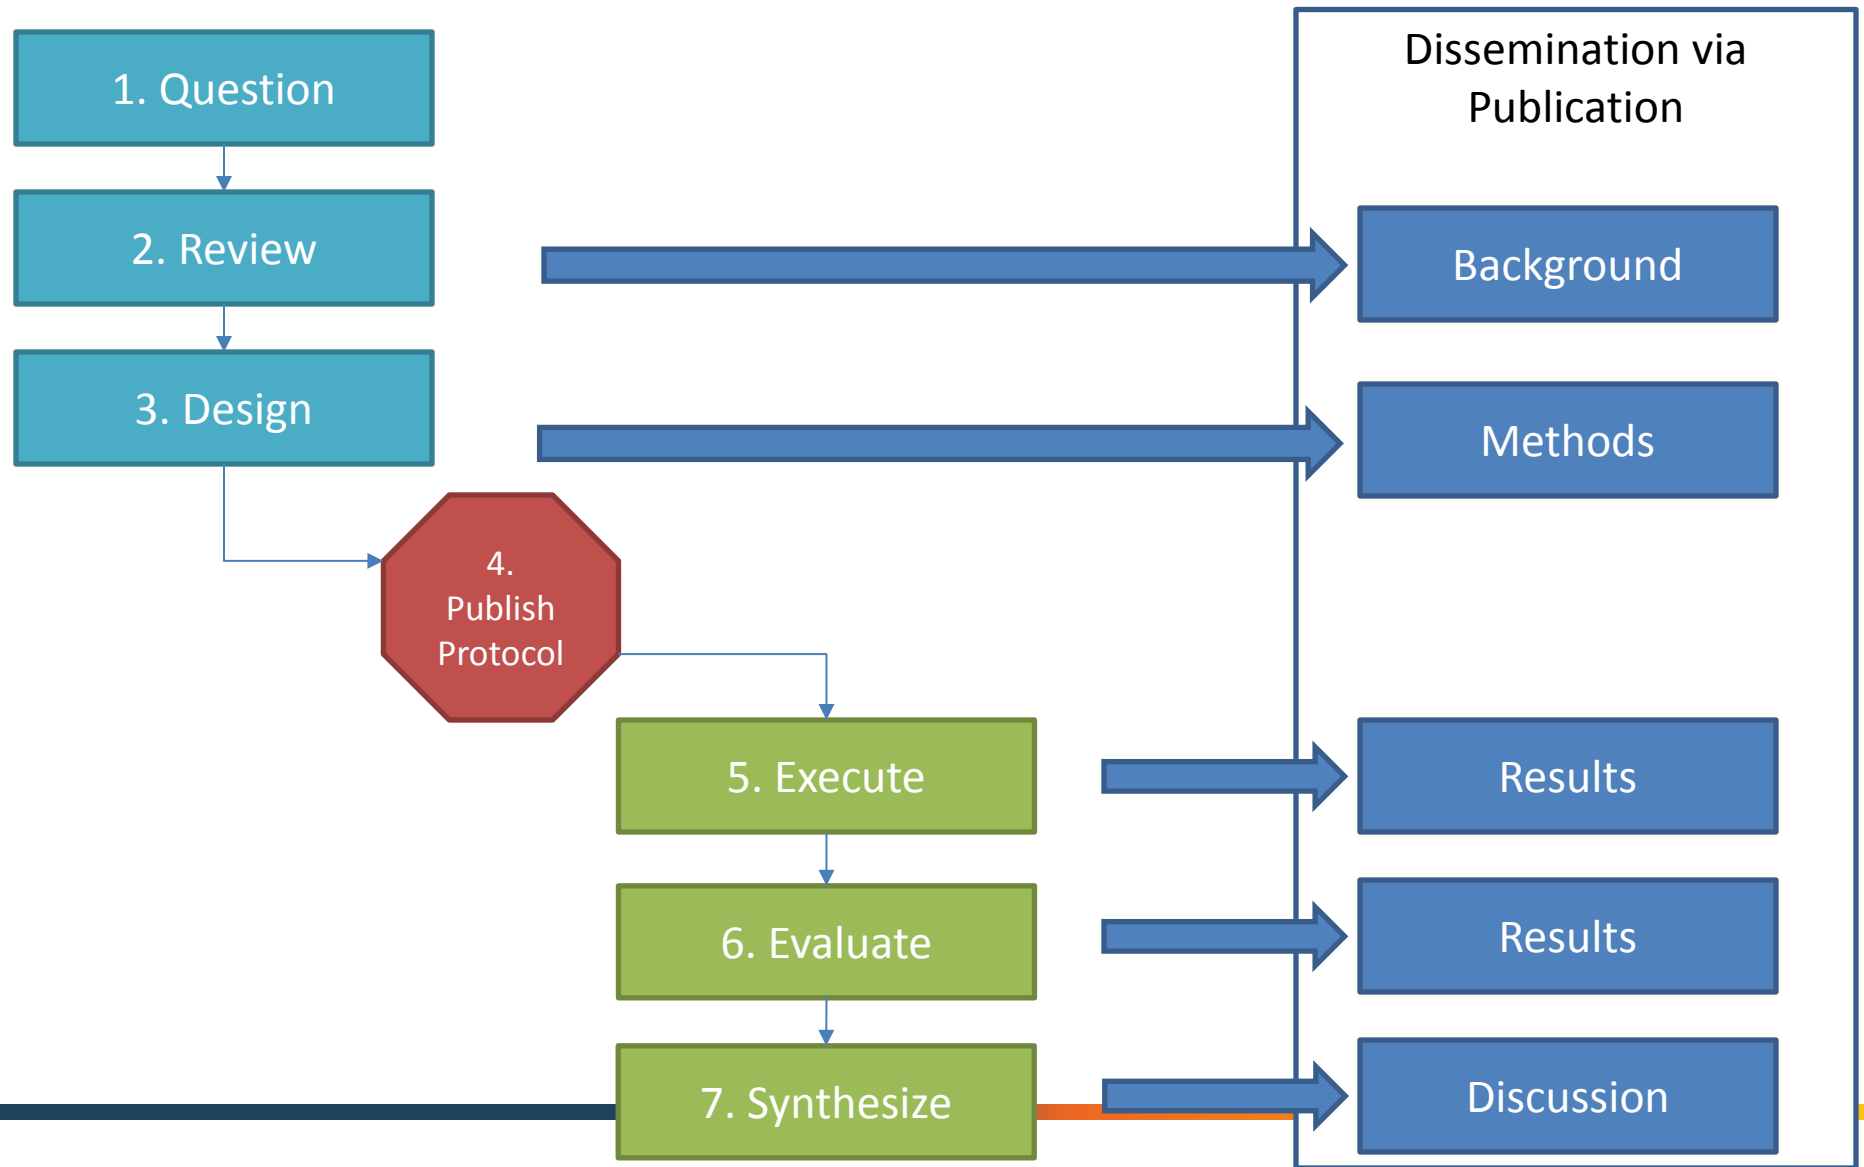 1. Question
2. Review
3. Design
4.
Publish
Protocol
5. Execute
6. Evaluate
7. Synthesize
Dissemination via
Publication
Background
Methods
Results
Results
Discussion